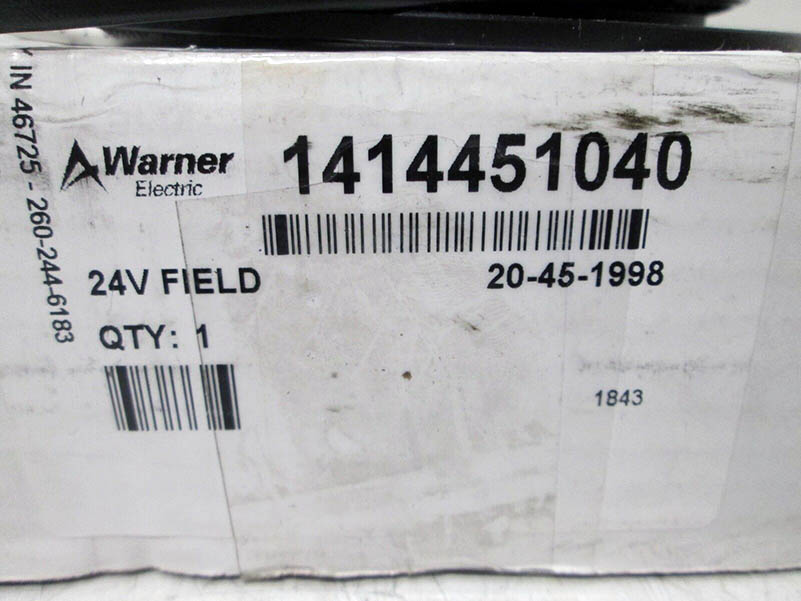 Warner
Electric
1414451040
24V FIELD
20-45-1998
QTY: 1
1843
IN 46725 - 260-244-6183